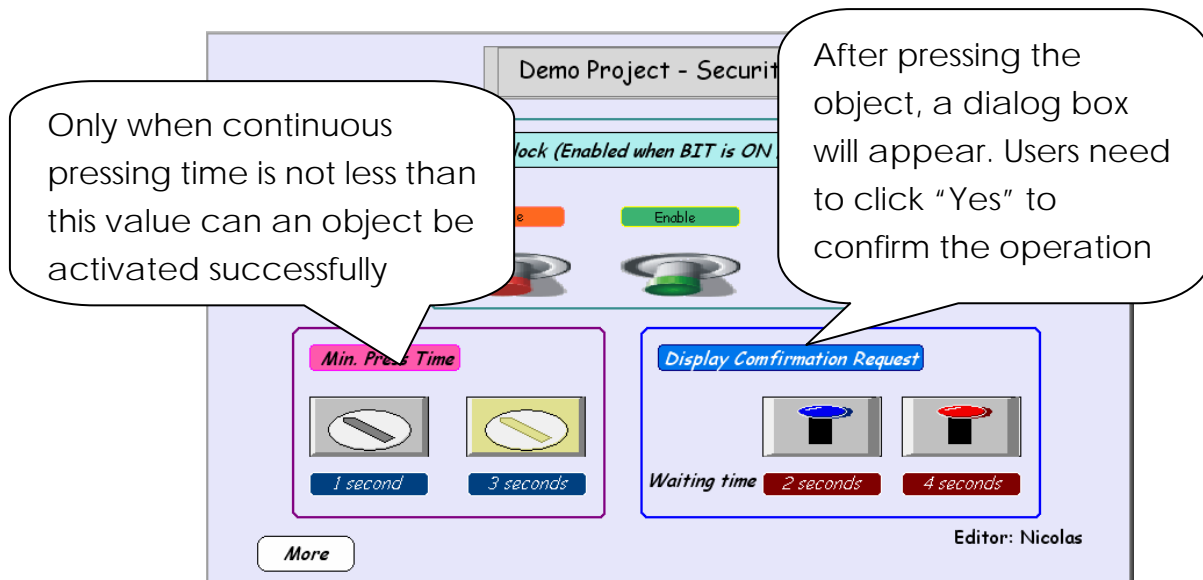 Demo Project - Securit
After pressing the
object, a dialog box
will appear. Users need
to click “Yes” to
confirm the operation
Only when continuous
pressing time is not less than
this value can an object be
activated successfully
lock (Enabled when BIT is ON
Enable
Min. Press Time
1 second
3 seconds
Display Comfirmation Request
Waiting time
2 seconds
4 seconds
Editor: Nicolas
More